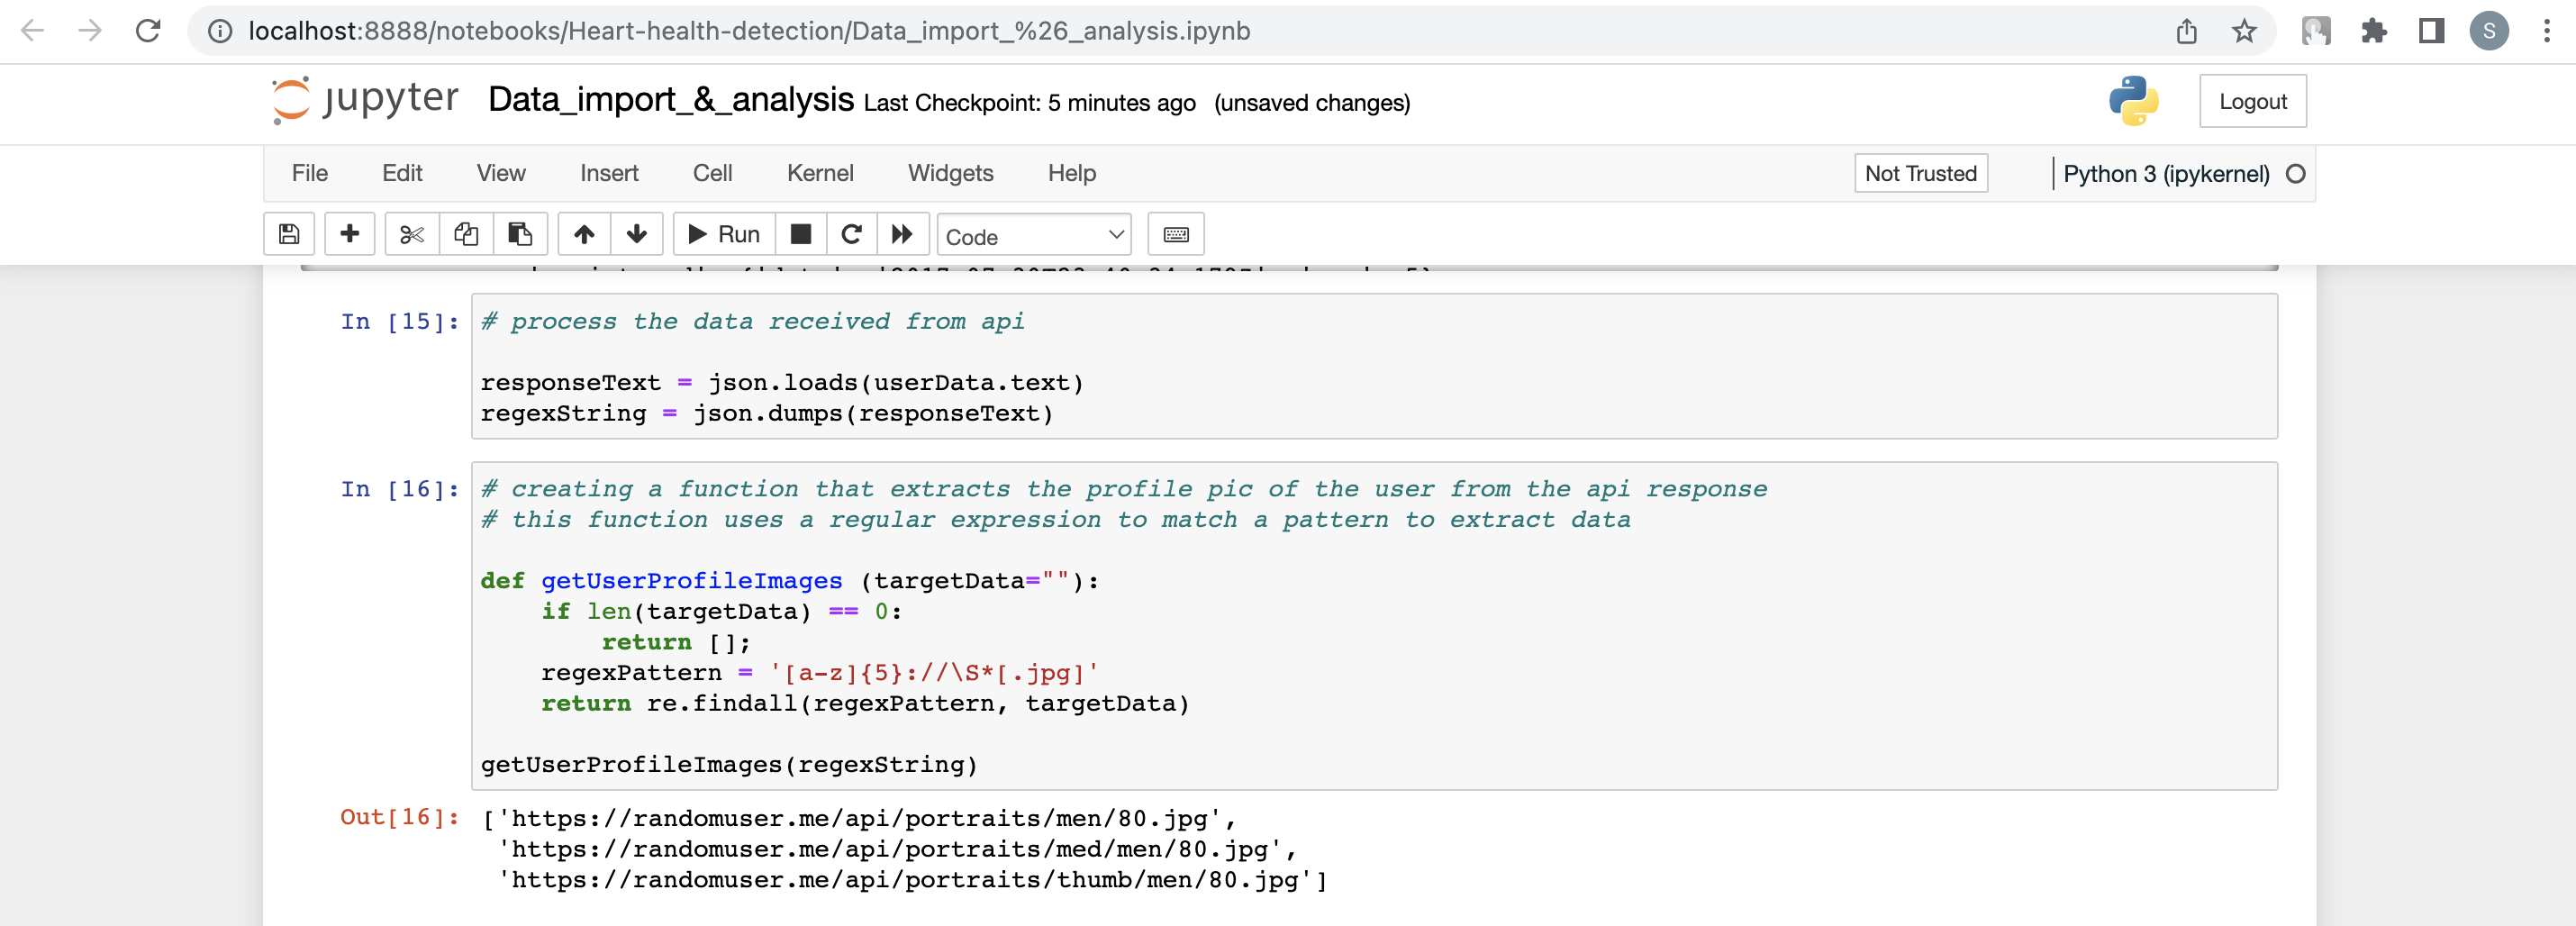 localhost:8888/notebooks/Heart-health-detection/Data_import_%26_analysis.ipynb
S
jupyter Data_import_&_analysis Last Checkpoint: 5 minutes ago (unsaved changes)
Logout
File Edit View Insert Cell Kernel Widgets Help
Not Trusted
Python 3 (ipykernel)
Run
Code
In [15]: # process the data received from api
responseText = json.loads(userData.text)
regexString = json.dumps(responseText)
In [16]: # creating a function that extracts the profile pic of the user from the api response
# this function uses a regular expression to match a pattern to extract data
def getUserProfileImages (targetData=""):
    if len(targetData) == 0:
        return [];
    regexPattern = '[a-z]{5}://\S*[.jpg]'
    return re.findall(regexPattern, targetData)
getUserProfileImages(regexString)
Out[16]: ['https://randomuser.me/api/portraits/men/80.jpg',
 'https://randomuser.me/api/portraits/med/men/80.jpg',
 'https://randomuser.me/api/portraits/thumb/men/80.jpg']